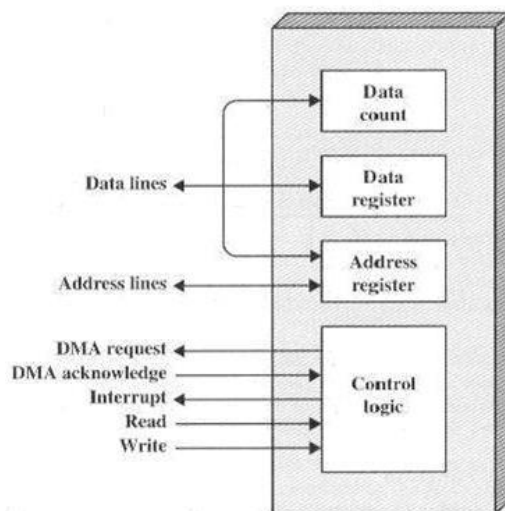 Data
count
Data lines
Data
register
Address
register
Address lines
DMA request
DMA acknowledge
Interrupt
Read
Write
Control
logic